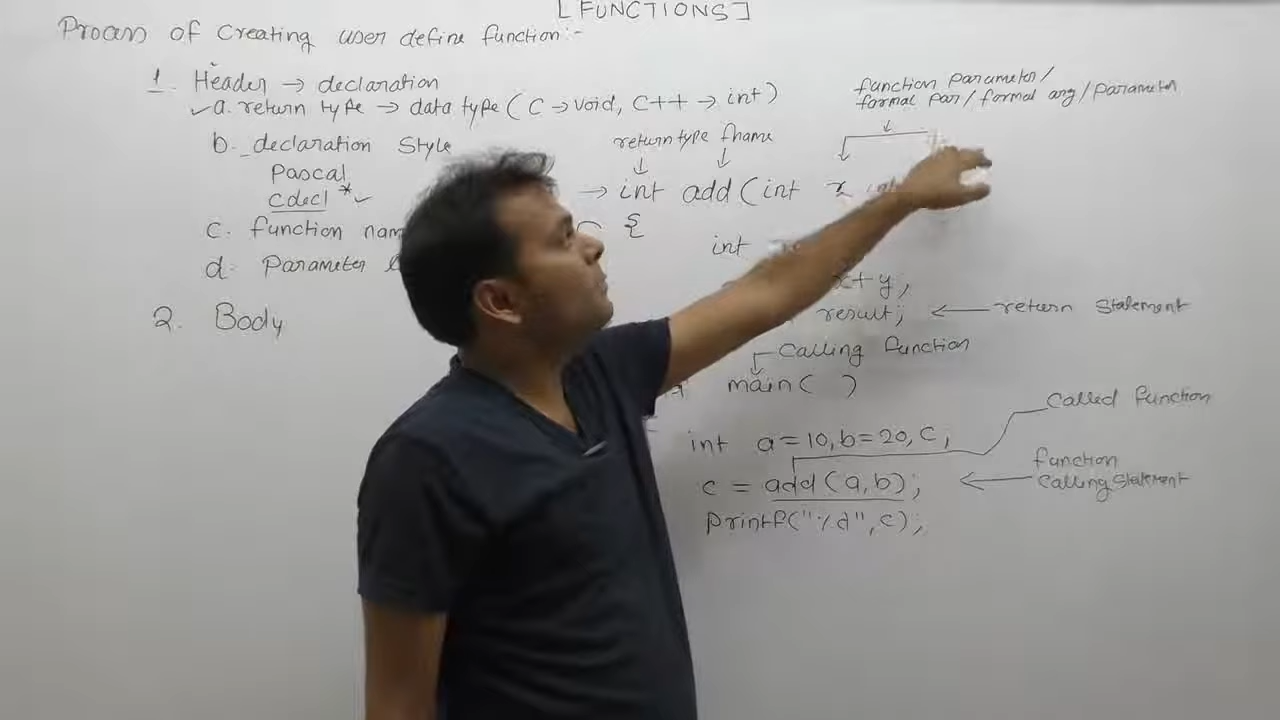 [FUNCTIONS]
Process of Creating user define function:-
1. Header → declaration
✓a. return type → data type (C→void, C++ → int)
b. declaration Style
Pascal
cdecl *✓
c. function nam
d. Parameter
2. Body
function parameter/
formal par/formal arg/parameter
return type fname
→ int add(int x
{
int
x+y;
result; ← return Statement
Calling function
main( )
int a=10,b=20,C;
Called function
c = add(a,b);
function
Calling Statement
Printf("%d",c);